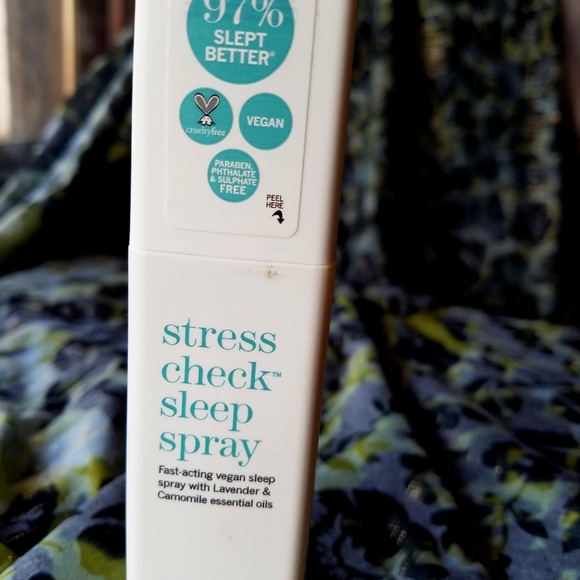 97%
SLEPT
BETTER®
crueltyfree
VEGAN
PARABEN,
PHTHALATE
& SULPHATE
FREE
PEEL
HERE
stress
check™
sleep
spray
Fast-acting vegan sleep
spray with Lavender &
Camomile essential oils